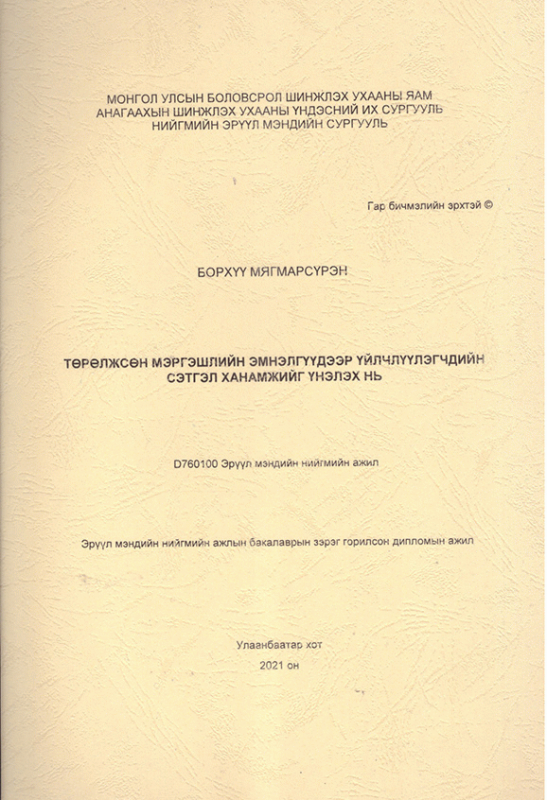 МОНГОЛ УЛСЫН БОЛОВСРОЛ ШИНЖЛЭХ УХААНЫ ЯАМ
АНАГААХЫН ШИНЖЛЭХ УХААНЫ ҮНДЭСНИЙ ИХ СУРГУУЛЬ
НИЙГМИЙН ЭРҮҮЛ МЭНДИЙН СУРГУУЛЬ
Гар бичмэлийн эрхтэй ©
БОРХҮҮ МЯГМАРСҮРЭН
ТӨРӨЛЖСӨН МЭРГЭШЛИЙН ЭМНЭЛГҮҮДЭЭР ҮЙЛЧЛҮҮЛЭГЧДИЙН
СЭТГЭЛ ХАНАМЖИЙГ ҮНЭЛЭХ НЬ
D760100 Эрүүл мэндийн нийгмийн ажил
Эрүүл мэндийн нийгмийн ажлын бакалаврын зэрэг горилсон дипломын ажил
Улаанбаатар хот
2021 он